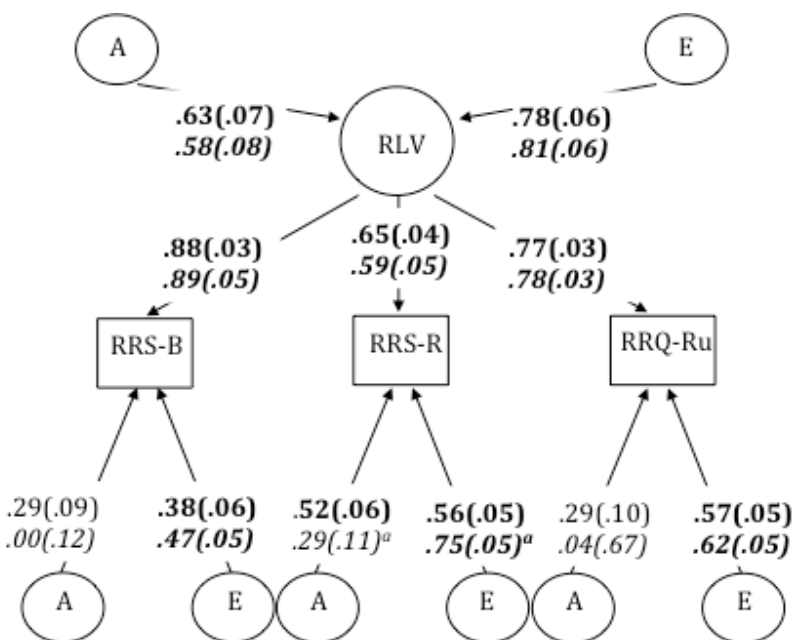 A E
.63(.07) .78(.06)
.58(.08) .81(.06)
RLV
.88(.03) .65(.04) .77(.03)
.89(.05) .59(.05) .78(.03)
RRS-B RRS-R RRQ-Ru
.29(.09) .38(.06) .52(.06) .56(.05) .29(.10) .57(.05)
.00(.12) .47(.05) .29(.11)ᵃ .75(.05)ᵃ .04(.67) .62(.05)
A E A E A E